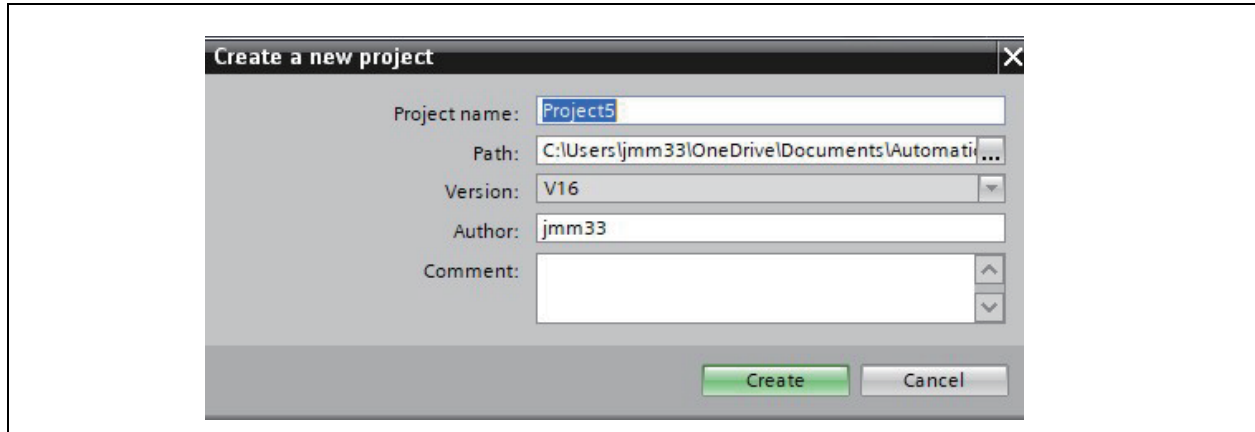 Create a new project
Project name: Project5
Path: C:\Users\jmm33\OneDrive\Documents\Automati ...
Version: V16
Author: jmm33
Comment:
Create Cancel